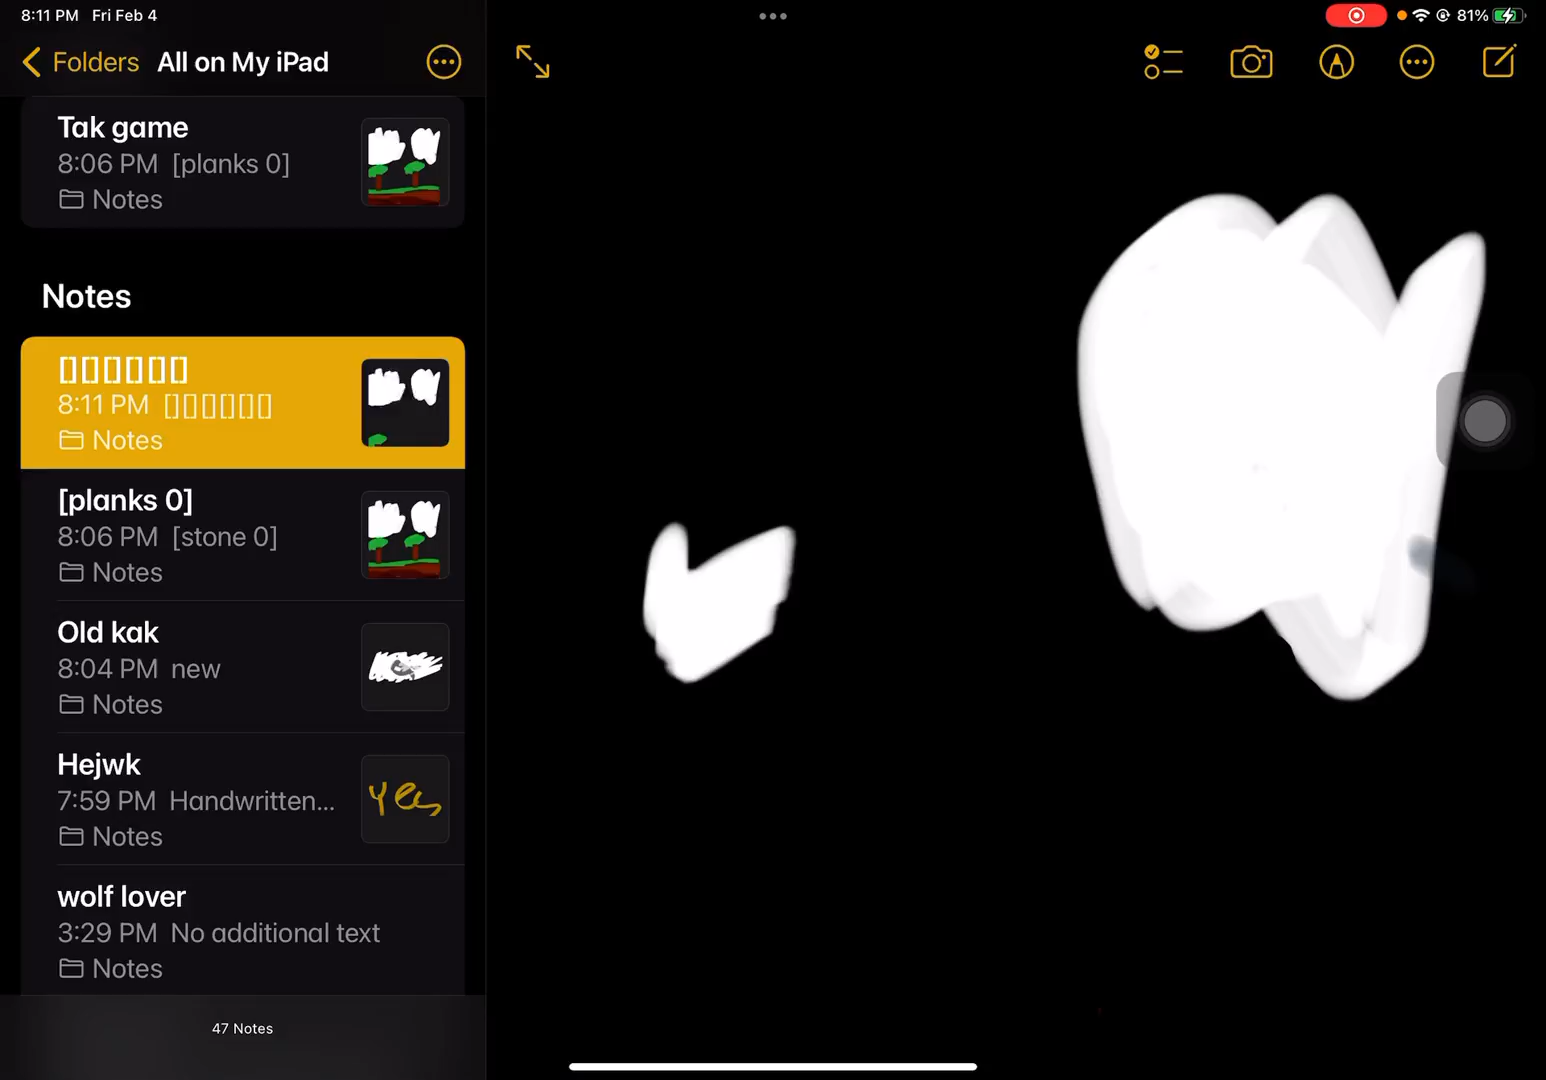 8:11 PM Fri Feb 4
81%
Folders
All on My iPad
Tak game
8:06 PM [planks 0]
Notes
Notes
[][][][][][]
8:11 PM [][][][][][]
Notes
[planks 0]
8:06 PM [stone 0]
Notes
Old kak
8:04 PM new
Notes
Hejwk
7:59 PM Handwritten...
Notes
yes
wolf lover
3:29 PM No additional text
Notes
47 Notes